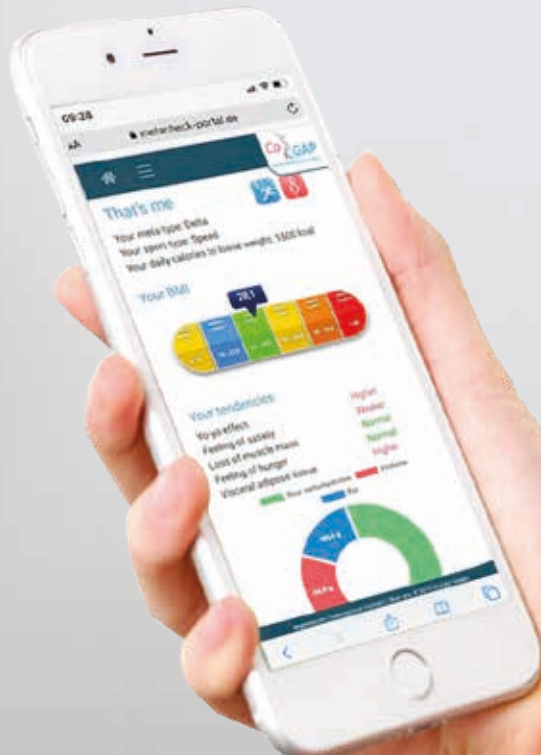 09:28
AA metacheck-portal.de
CoGAP
That's me
Your meta type: Delta
Your sport type: Speed
Your daily calories to loose weight: 1500 kcal
Your BMI
28,1
Your tendencies
Yo-yo effect Higher
Feeling of satiety Weaker
Loss of muscle mass Normal
Feeling of hunger Normal
Visceral adipose tissue Higher
Your carbohydrates Fat Proteins